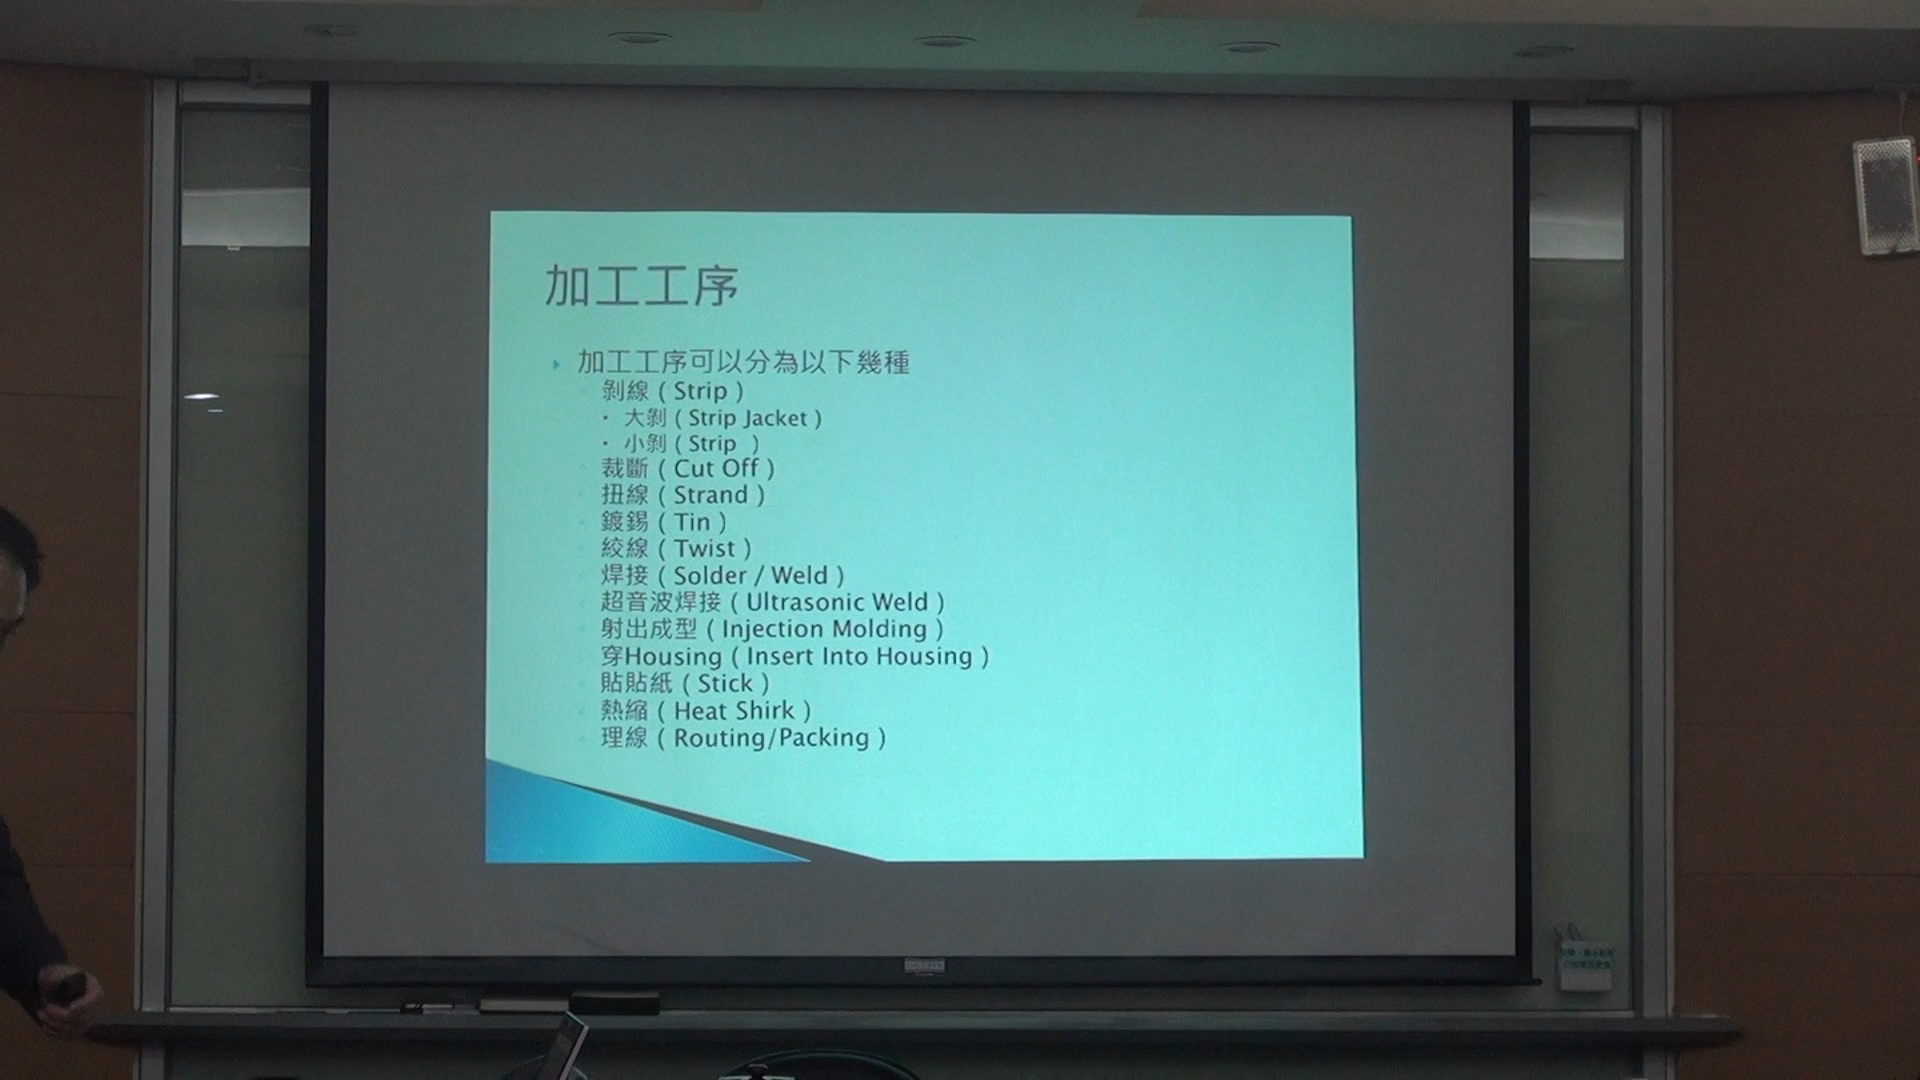 加工工序
加工工序可以分為以下幾種
剝線 ( Strip )
大剝 ( Strip Jacket )
小剝 ( Strip )
裁斷 ( Cut Off )
扭線 ( Strand )
鍍錫 ( Tin )
絞線 ( Twist )
焊接 ( Solder / Weld )
超音波焊接 ( Ultrasonic Weld )
射出成型 ( Injection Molding )
穿Housing ( Insert Into Housing )
貼貼紙 ( Stick )
熱縮 ( Heat Shirk )
理線 ( Routing/Packing )